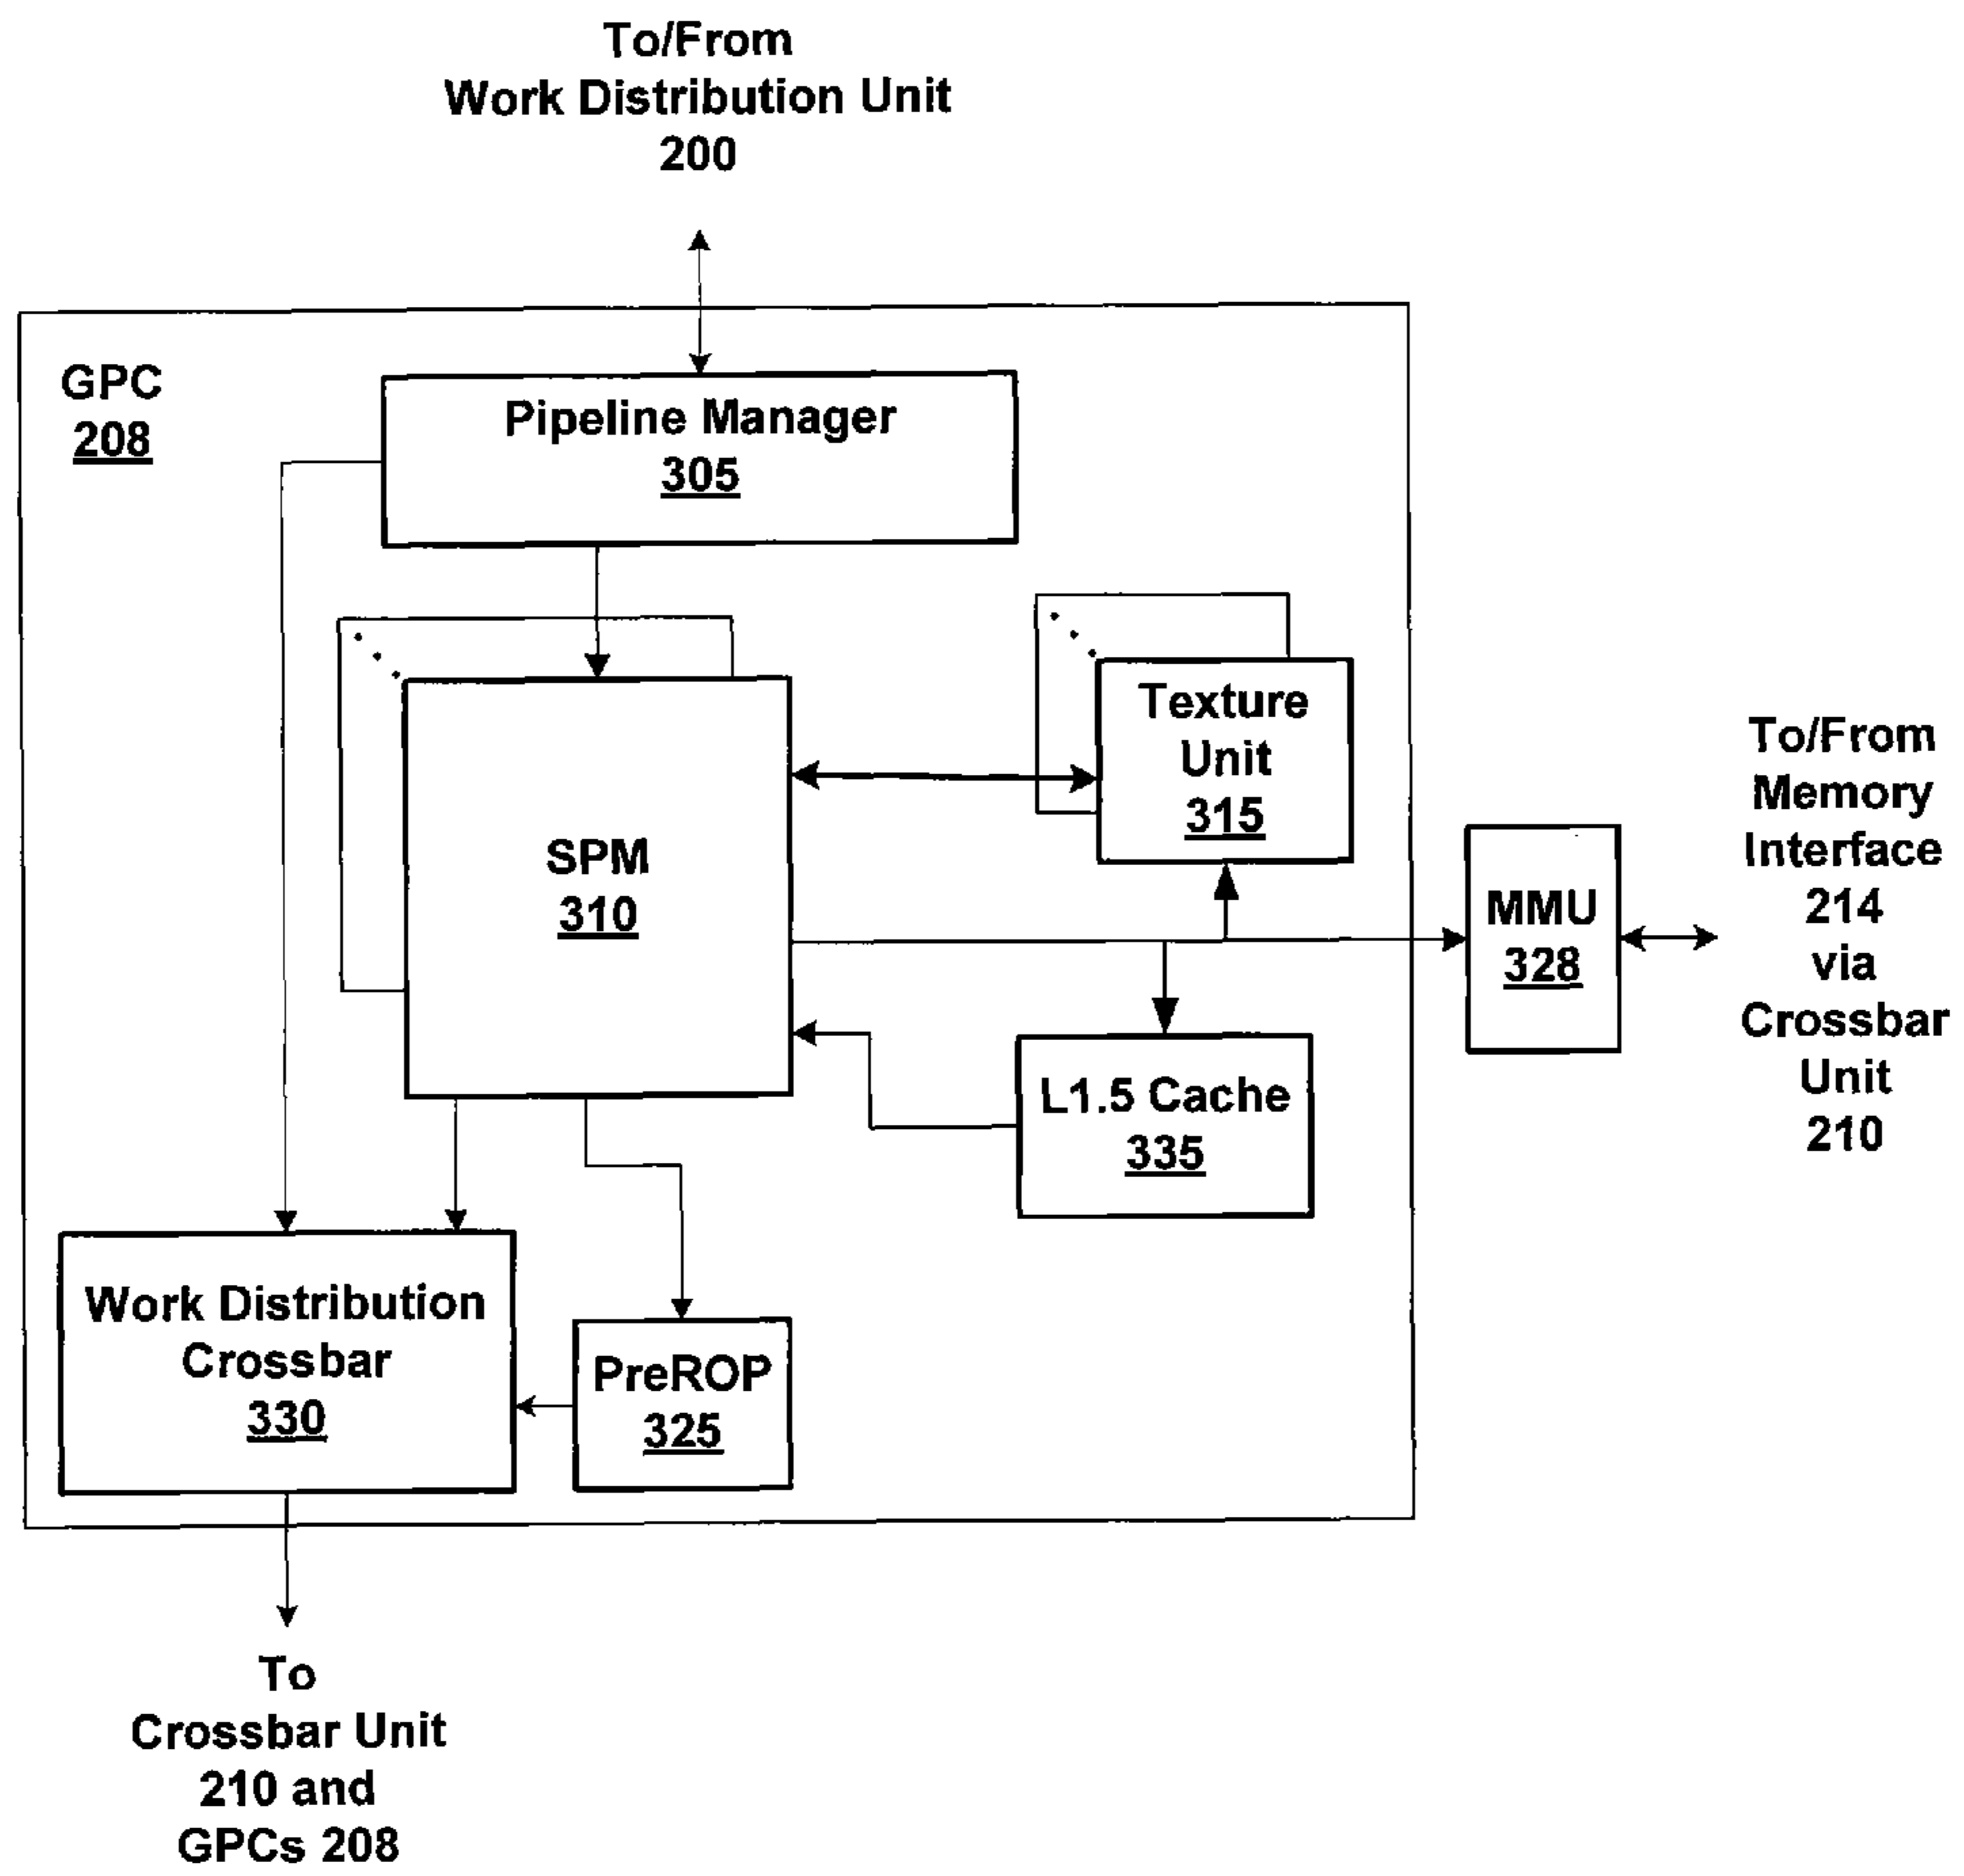 To/From
Work Distribution Unit
200
GPC
208
Pipeline Manager
305
Texture
Unit
315
SPM
310
To/From
Memory
Interface
214
via
Crossbar
Unit
210
MMU
328
L1.5 Cache
335
Work Distribution
Crossbar
330
PreROP
325
To
Crossbar Unit
210 and
GPCs 208